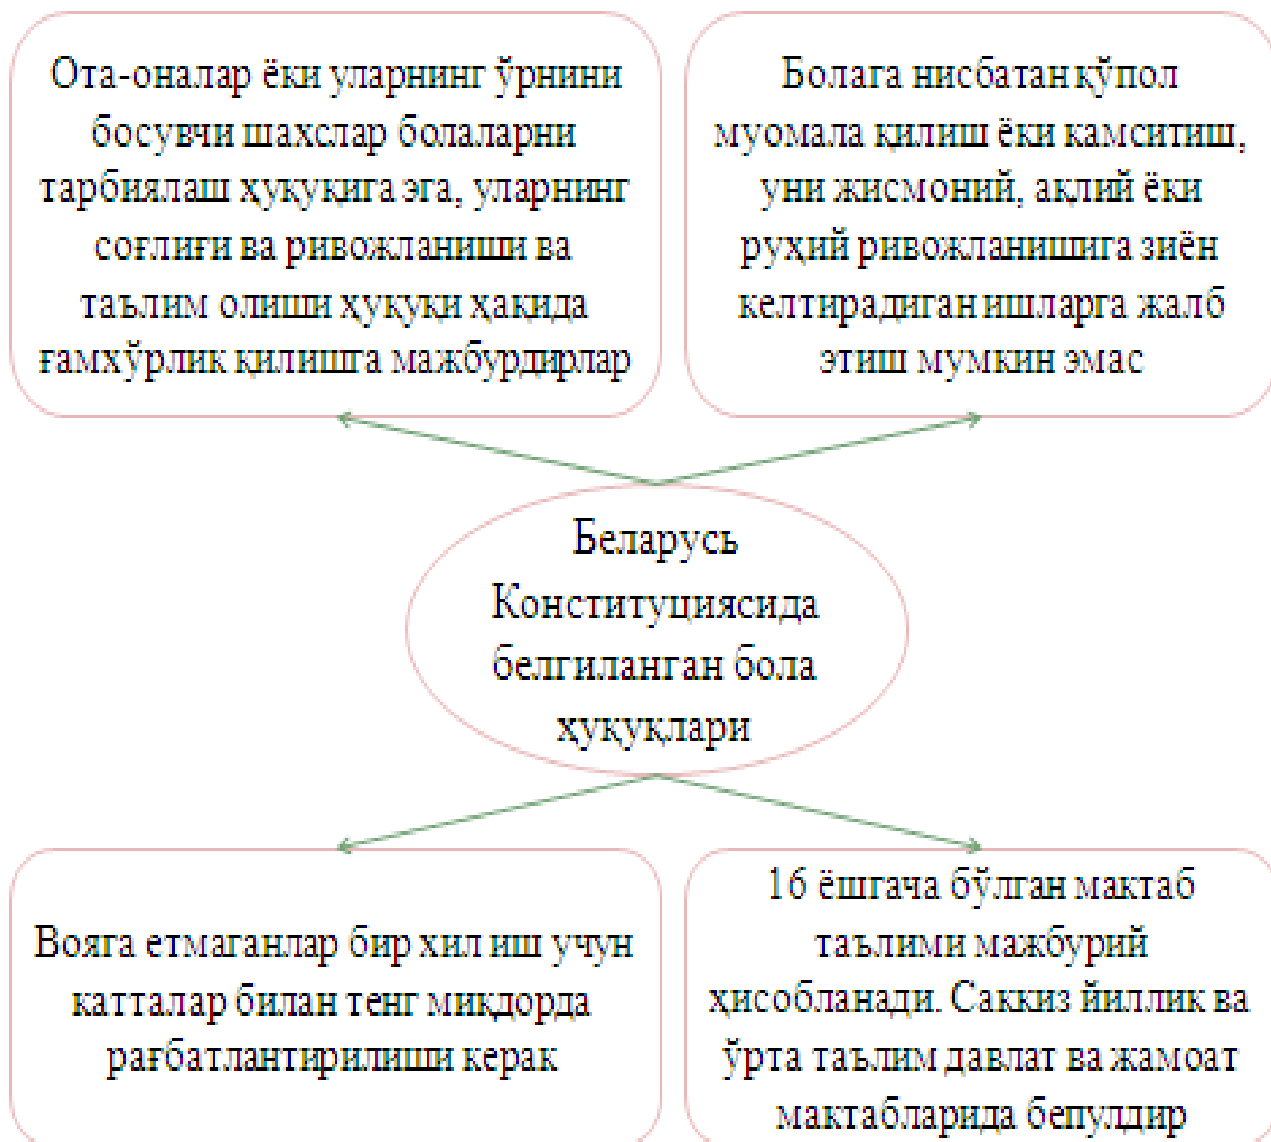 Ота-оналар ёки уларнинг ўрнини
босувчи шахслар болаларни
тарбиялаш ҳуқуқига эга, уларнинг
соғлиғи ва ривожланиши ва
таълим олиши ҳуқуқи ҳақида
ғамхўрлик қилишга мажбурдирлар
Болага нисбатан қўпол
муомала қилиш ёки камситиш,
уни жисмоний, ақлий ёки
руҳий ривожланишига зиён
келтирадиган ишларга жалб
этиш мумкин эмас
Беларусь
Конституциясида
белгиланган бола
ҳуқуқлари
Вояга етмаганлар бир хил иш учун
катталар билан тенг миқдорда
рағбатлантирилиши керак
16 ёшгача бўлган мактаб
таълими мажбурий
ҳисобланади. Саккиз йиллик ва
ўрта таълим давлат ва жамоат
мактабларида бепулдир